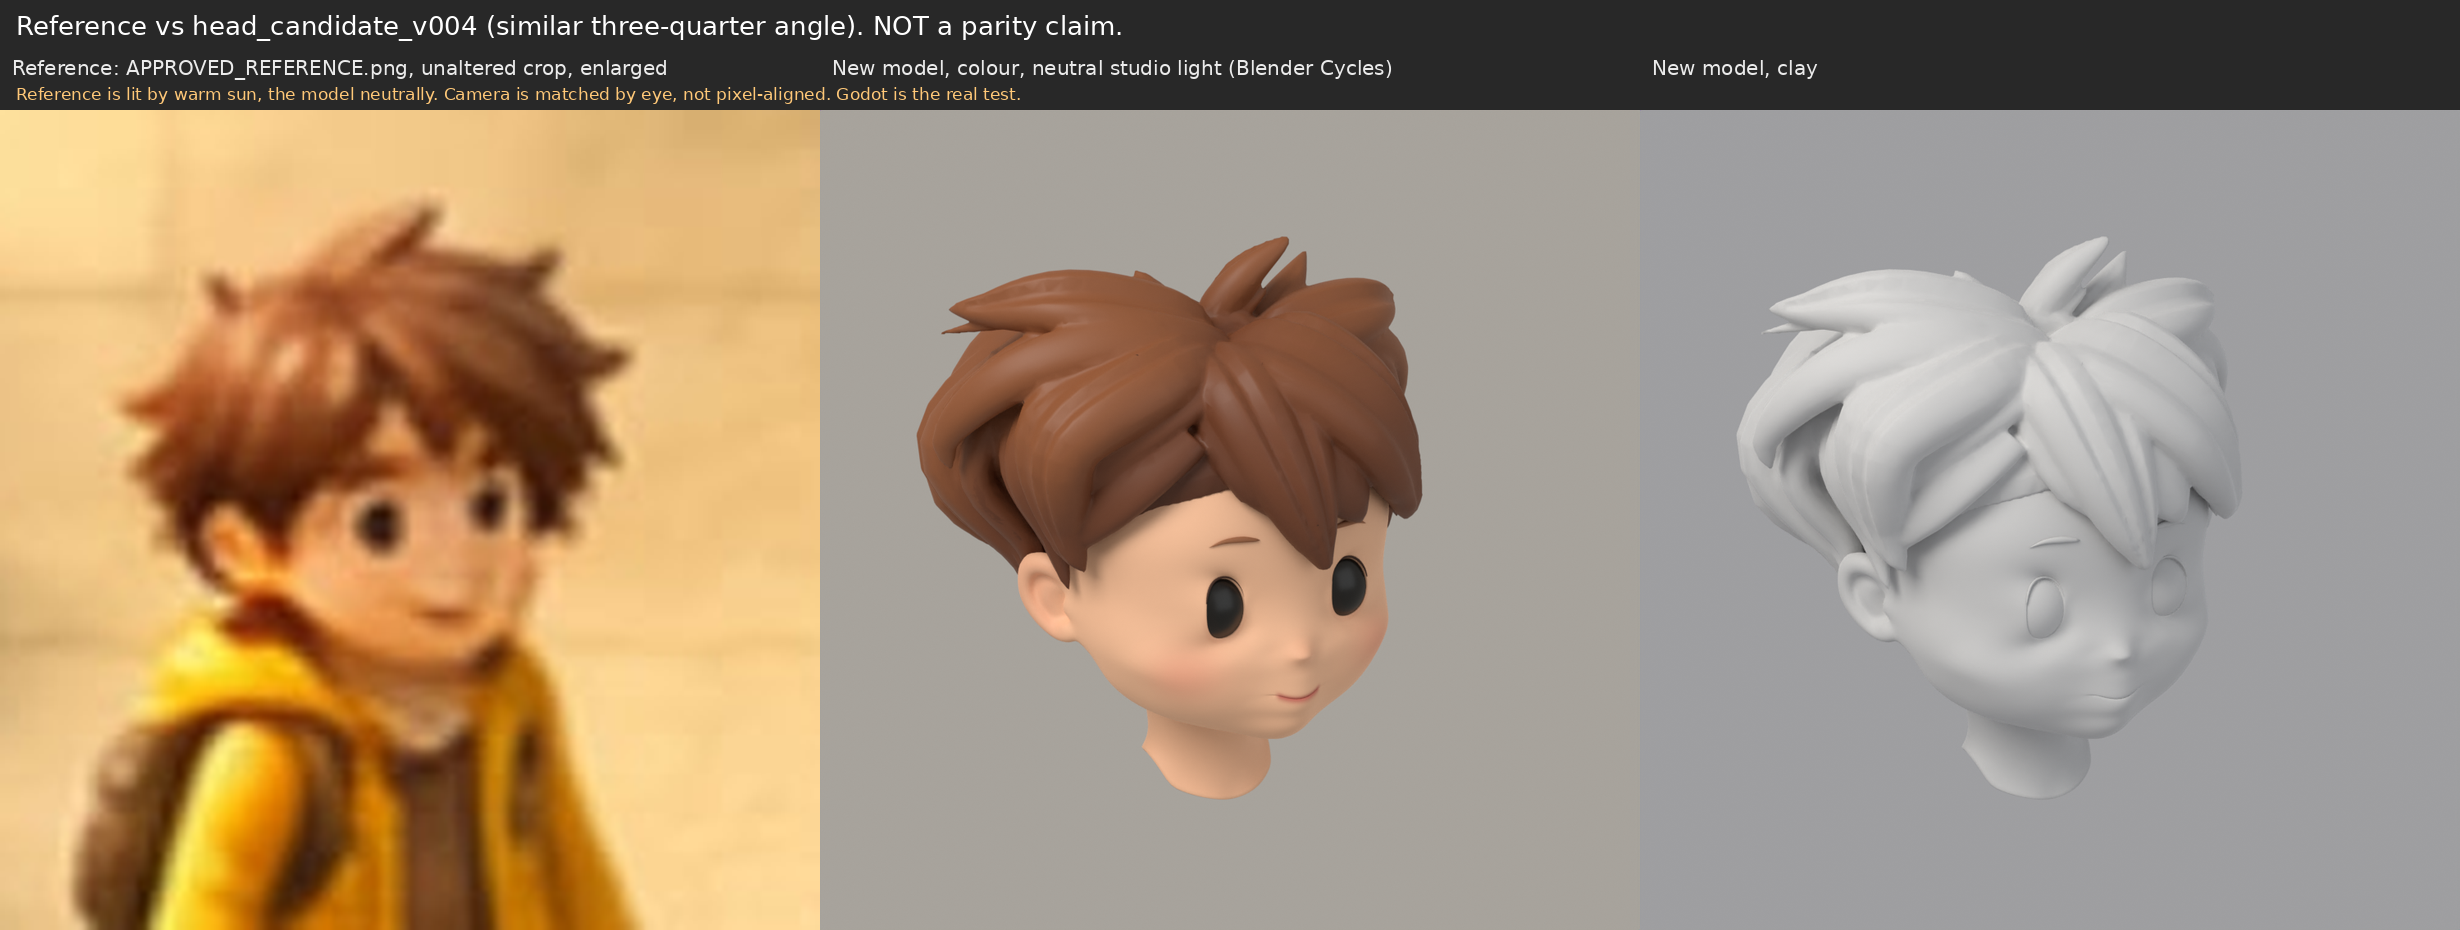 Reference vs head_candidate_v004 (similar three-quarter angle). NOT a parity claim.
Reference: APPROVED_REFERENCE.png, unaltered crop, enlarged
New model, colour, neutral studio light (Blender Cycles)
New model, clay
Reference is lit by warm sun, the model neutrally. Camera is matched by eye, not pixel-aligned. Godot is the real test.